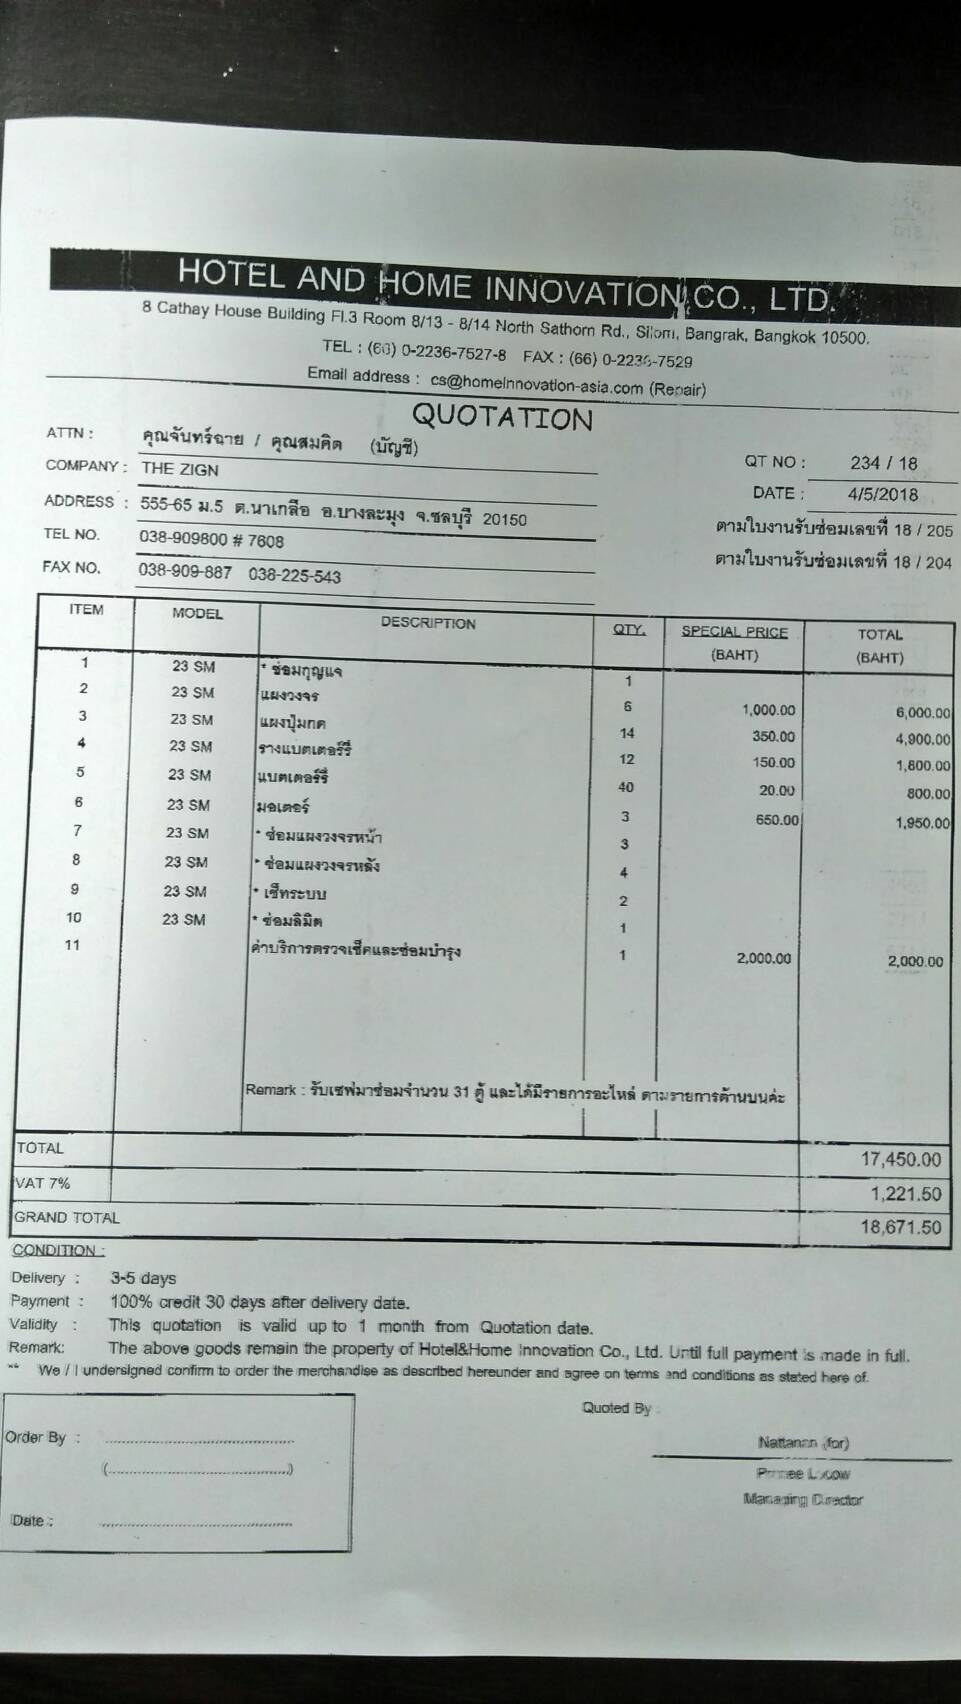 HOTEL AND HOME INNOVATION CO., LTD.
8 Cathay House Building Fl.3 Room 8/13 - 8/14 North Sathorn Rd., Silom, Bangrak, Bangkok 10500.
TEL : (66) 0-2236-7527-8 FAX : (66) 0-2236-7529
Email address : cs@homeinnovation-asia.com (Repair)
QUOTATION
ATTN : คุณจันทร์ฉาย / คุณสมคิด (บัญชี)
COMPANY : THE ZIGN
QT NO : 234 / 18
ADDRESS : 555-65 ม.5 ต.นาเกลือ อ.บางละมุง จ.ชลบุรี 20150
DATE : 4/5/2018
TEL NO. 038-909800 # 7608
ตามใบงานรับซ่อมเลขที่ 18 / 205
FAX NO. 038-909-887 038-225-543
ตามใบงานรับซ่อมเลขที่ 18 / 204
ITEM MODEL DESCRIPTION QTY. SPECIAL PRICE (BAHT) TOTAL (BAHT)
1 23 SM * ซ่อมกุญแจ 1
2 23 SM แผงวงจร 6 1,000.00 6,000.00
3 23 SM แผงปุ่มกด 14 350.00 4,900.00
4 23 SM รางแบตเตอร์รี่ 12 150.00 1,800.00
5 23 SM แบตเตอร์รี่ 40 20.00 800.00
6 23 SM มอเตอร์ 3 650.00 1,950.00
7 23 SM * ซ่อมแผงวงจรหน้า 3
8 23 SM * ซ่อมแผงวงจรหลัง 4
9 23 SM * เซ็ทระบบ 2
10 23 SM * ซ่อมลิมิต 1
11 ค่าบริการตรวจเช็คและซ่อมบำรุง 1 2,000.00 2,000.00
Remark : รับเซฟมาซ่อมจำนวน 31 ตู้ และได้มีรายการอะไหล่ ตามรายการด้านบนค่ะ
TOTAL 17,450.00
VAT 7% 1,221.50
GRAND TOTAL 18,671.50
CONDITION :
Delivery : 3-5 days
Payment : 100% credit 30 days after delivery date.
Validity : This quotation is valid up to 1 month from Quotation date.
Remark: The above goods remain the property of Hotel&Home Innovation Co., Ltd. Until full payment is made in full.
** We / I undersigned confirm to order the merchandise as described hereunder and agree on terms and conditions as stated here of.
Quoted By :
Order By :
Nattanan (for)
Managing Director
Date :